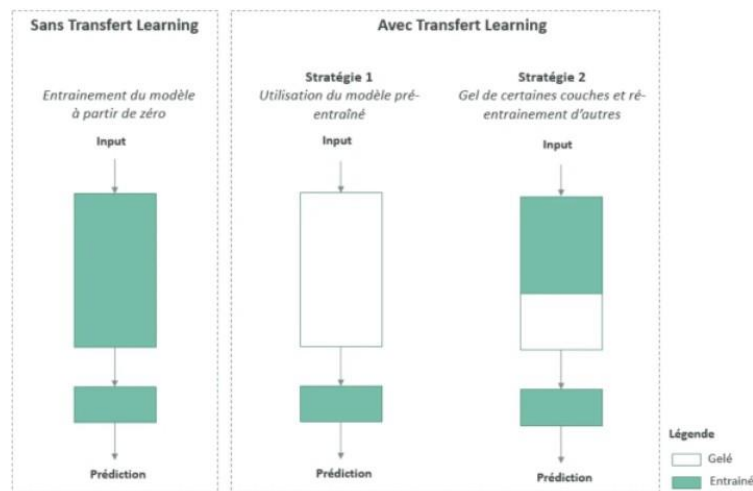 Sans Transfert Learning
Entrainement du modèle
à partir de zéro
Input
Prédiction
Avec Transfert Learning
Stratégie 1
Utilisation du modèle pré-
entraîné
Input
Prédiction
Stratégie 2
Gel de certaines couches et ré-
entrainement d'autres
Input
Prédiction
Légende
Gelé
Entrainé